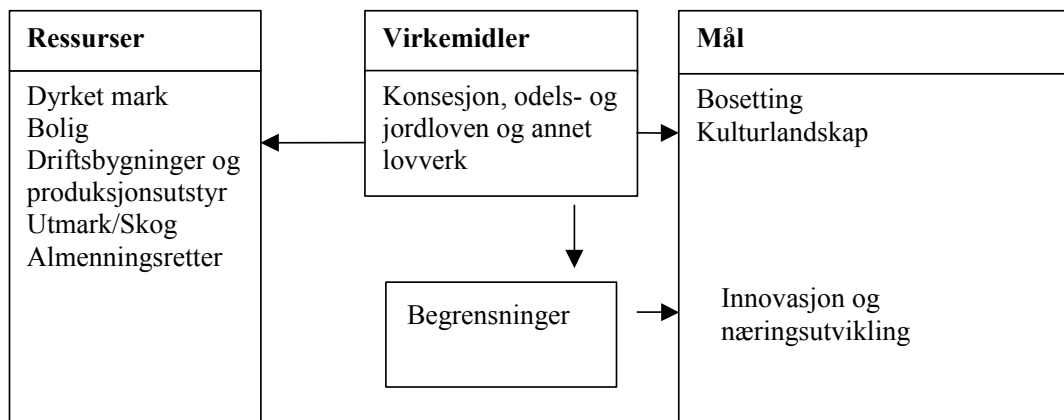 Ressurser
Dyrket mark
Bolig
Driftsbygninger og
produksjonsutstyr
Utmark/Skog
Almenningsretter
Virkemidler
Konsesjon, odels- og
jordloven og annet
lovverk
Begrensninger
Mål
Bosetting
Kulturlandskap
Innovasjon og
næringsutvikling